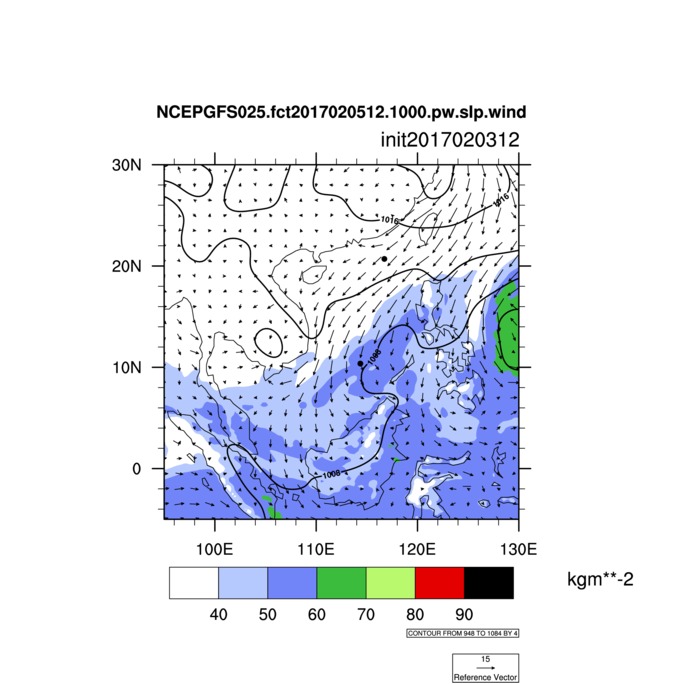 NCEPGFS025.fct2017020512.1000.pw.slp.wind
init2017020312
30N
1016
1016
20N
1008
10N
1008
0
100E 110E 120E 130E
kgm**-2
40 50 60 70 80 90
CONTOUR FROM 948 TO 1084 BY 4
15
Reference Vector